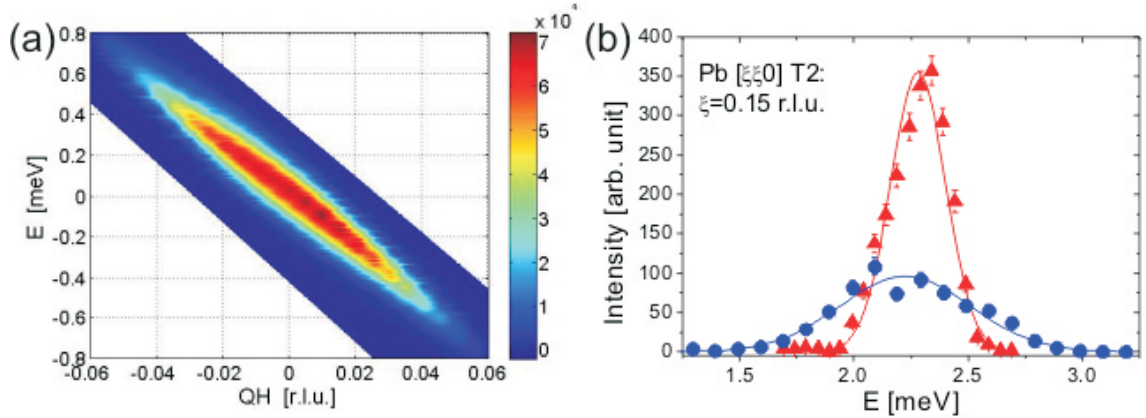 (a)
x 10⁴
0.8
0.6
0.4
0.2
0
-0.2
-0.4
-0.6
-0.8
E [meV]
-0.06 -0.04 -0.02 0.00 0.02 0.04 0.06
QH [r.l.u.]
7
6
5
4
3
2
1
0
(b)
400
350
300
250
200
150
100
50
0
Intensity [arb. unit]
Pb [ξξ0] T2:
ξ=0.15 r.l.u.
1.5 2.0 2.5 3.0
E [meV]